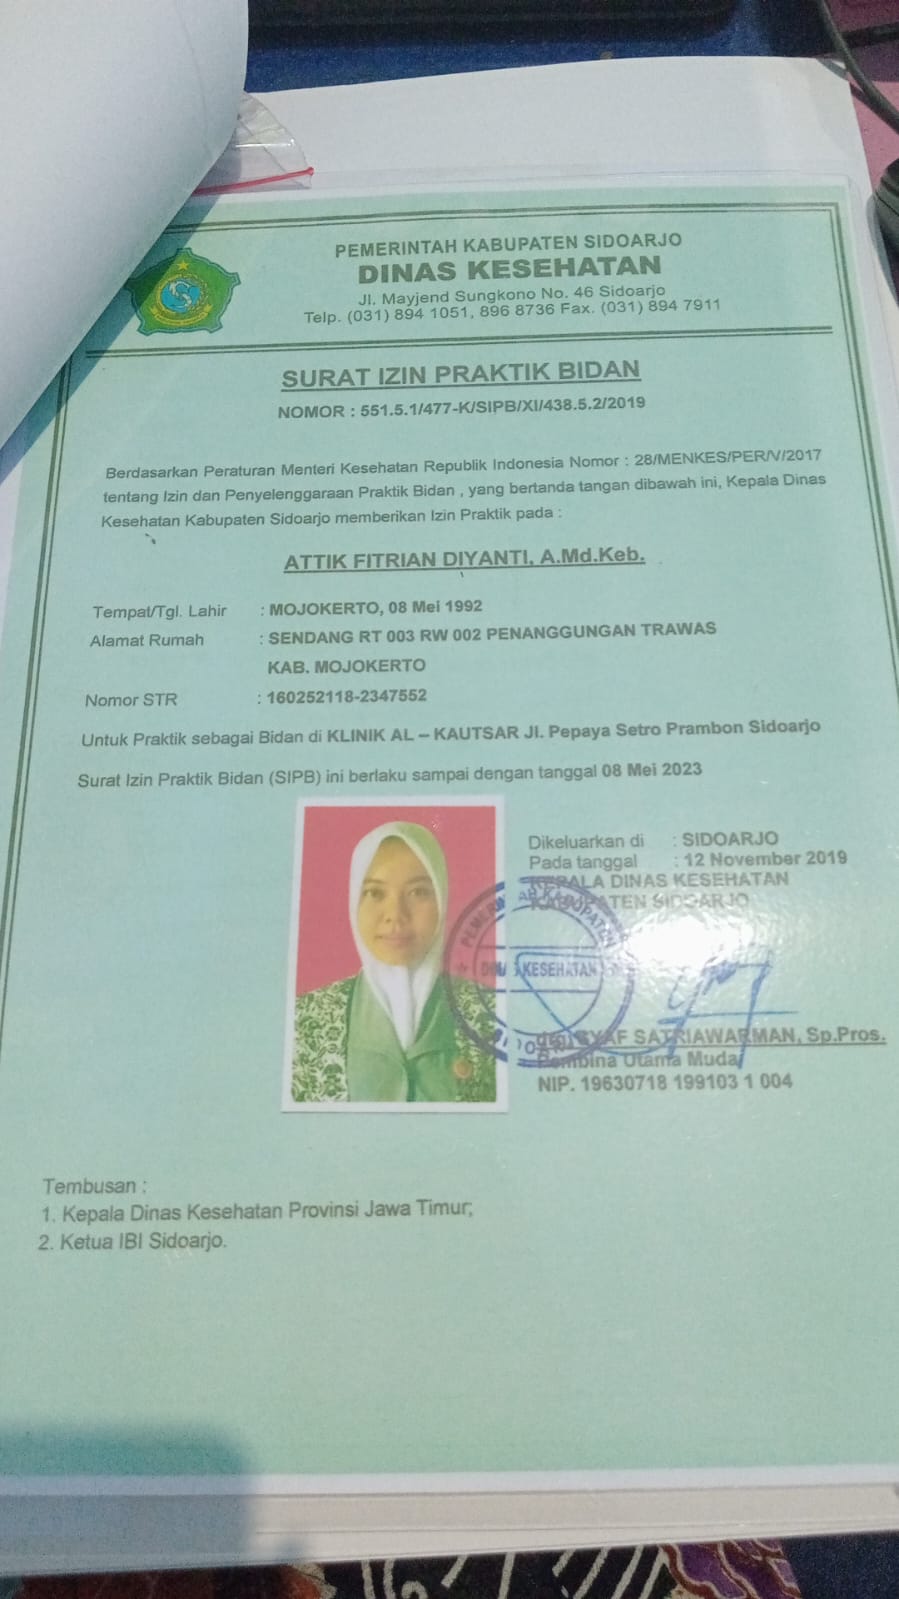 PEMERINTAH KABUPATEN SIDOARJO
DINAS KESEHATAN
Jl. Mayjend Sungkono No. 46 Sidoarjo
Telp. (031) 894 1051, 896 8736 Fax. (031) 894 7911
SURAT IZIN PRAKTIK BIDAN
NOMOR : 551.5.1/477-K/SIPB/XI/438.5.2/2019
Berdasarkan Peraturan Menteri Kesehatan Republik Indonesia Nomor : 28/MENKES/PER/V/2017
tentang Izin dan Penyelenggaraan Praktik Bidan , yang bertanda tangan dibawah ini, Kepala Dinas
Kesehatan Kabupaten Sidoarjo memberikan Izin Praktik pada :
ATTIK FITRIAN DIYANTI, A.Md.Keb.
Tempat/Tgl. Lahir : MOJOKERTO, 08 Mei 1992
Alamat Rumah : SENDANG RT 003 RW 002 PENANGGUNGAN TRAWAS
KAB. MOJOKERTO
Nomor STR : 160252118-2347552
Untuk Praktik sebagai Bidan di KLINIK AL – KAUTSAR Jl. Pepaya Setro Prambon Sidoarjo
Surat Izin Praktik Bidan (SIPB) ini berlaku sampai dengan tanggal 08 Mei 2023
Dikeluarkan di : SIDOARJO
Pada tanggal : 12 November 2019
KEPALA DINAS KESEHATAN
KABUPATEN SIDOARJO
SATRIAWARMAN, Sp.Pros.
Pembina Utama Muda
NIP. 19630718 199103 1 004
Tembusan :
1. Kepala Dinas Kesehatan Provinsi Jawa Timur;
2. Ketua IBI Sidoarjo.